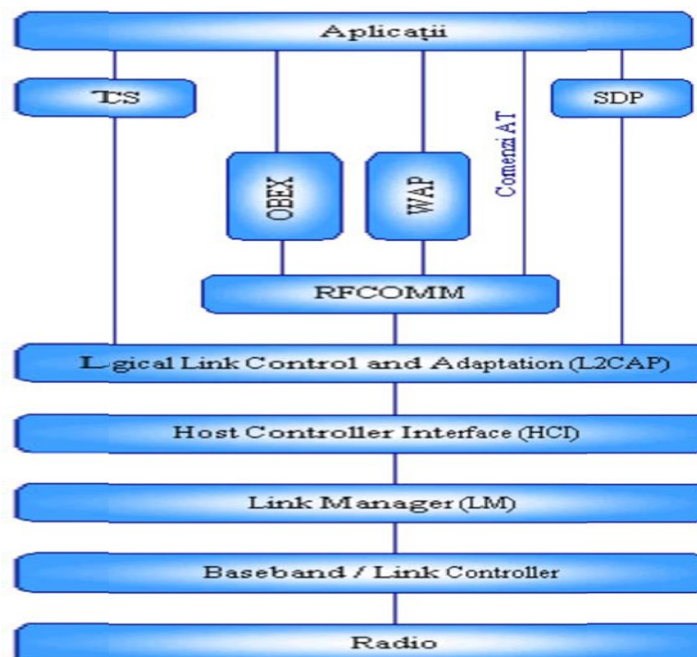 Aplicații
TCS
SDP
Comenzi AT
OBEX
WAP
RFCOMM
Lgical Link Control and Adaptation (L2CAP)
Host Controller Interface (HCI)
Link Manager (LM)
Baseband / Link Controller
Radio